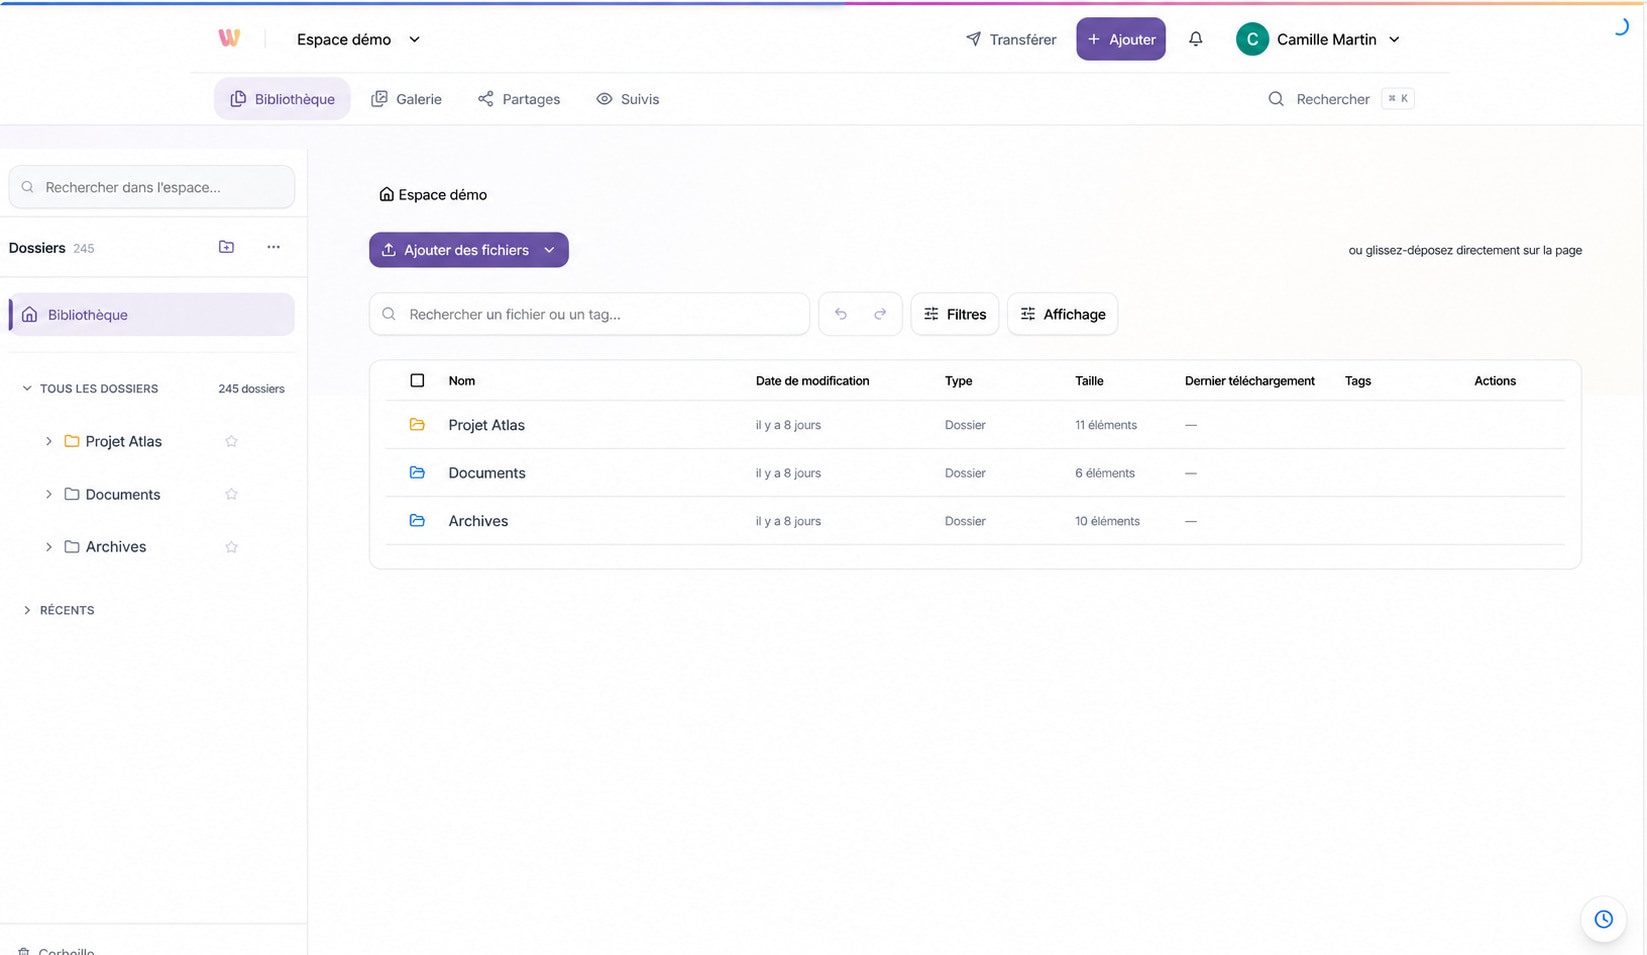 Espace démo
Transférer
Ajouter
C
Camille Martin
Bibliothèque
Galerie
Partages
Suivis
Rechercher
⌘ K
Rechercher dans l'espace...
Dossiers 245
Bibliothèque
TOUS LES DOSSIERS 245 dossiers
Projet Atlas
Documents
Archives
RÉCENTS
Corbeille
Espace démo
Ajouter des fichiers
ou glissez-déposez directement sur la page
Rechercher un fichier ou un tag...
Filtres
Affichage
Nom Date de modification Type Taille Dernier téléchargement Tags Actions
Projet Atlas il y a 8 jours Dossier 11 éléments —
Documents il y a 8 jours Dossier 6 éléments —
Archives il y a 8 jours Dossier 10 éléments —